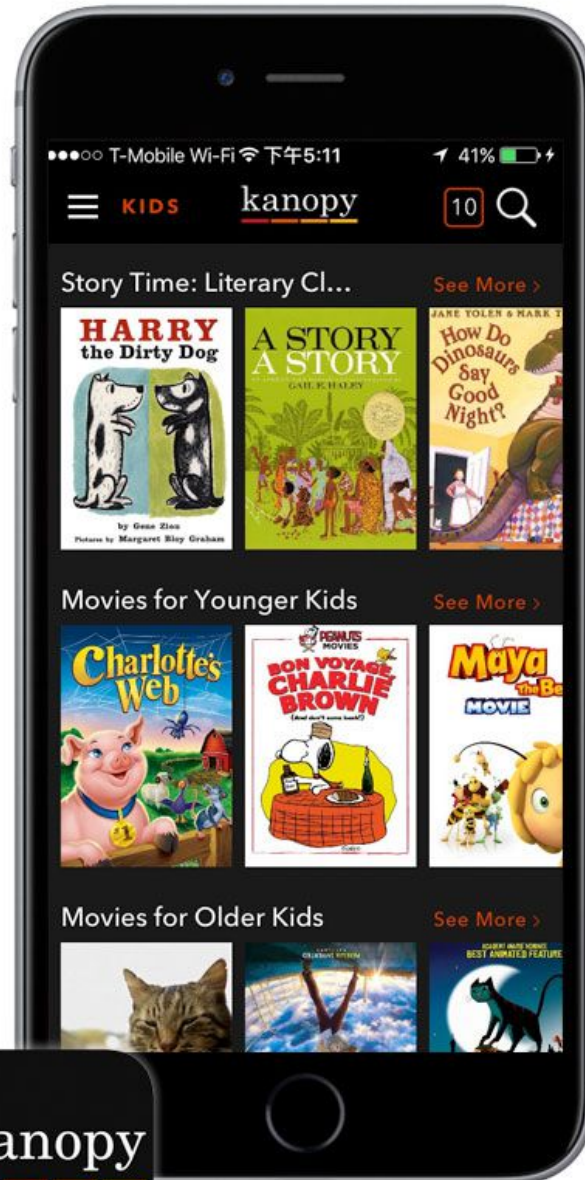 ●●●○○ T-Mobile Wi-Fi 下午5:11 41%
KIDS kanopy 10
Story Time: Literary Cl... See More >
HARRY
the Dirty Dog
by Gene Zion
Pictures by Margaret Bloy Graham
A STORY
A STORY
GAIL E. HALEY
JANE YOLEN & MARK T
How Do
Dinosaurs
Say
Good
Night?
Movies for Younger Kids See More >
Charlotte's
Web
#1
PEANUTS
MOVIES
BON VOYAGE,
CHARLIE
BROWN
(And don't come back!)
Maya
The Be
MOVIE
Movies for Older Kids See More >
BEST ANIMATED FEATURE
anopy